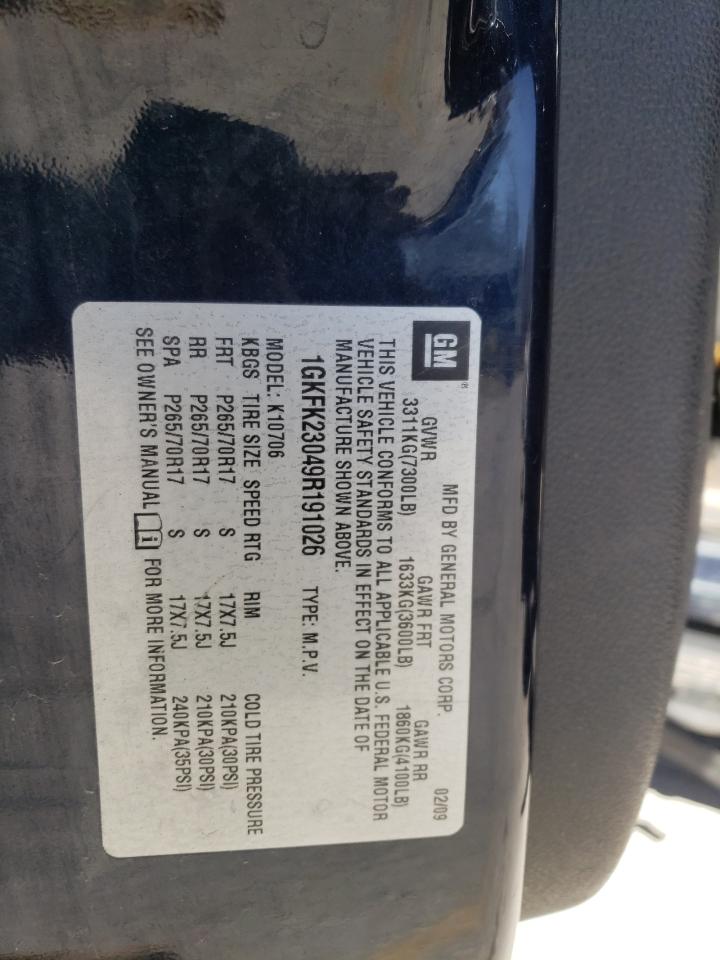 GM
MFD BY GENERAL MOTORS CORP. 02/09
GVWR GAWR FRT GAWR RR
3311KG(7300LB) 1633KG(3600LB) 1860KG(4100LB)
THIS VEHICLE CONFORMS TO ALL APPLICABLE U.S. FEDERAL MOTOR
VEHICLE SAFETY STANDARDS IN EFFECT ON THE DATE OF
MANUFACTURE SHOWN ABOVE.
1GKFK23049R191026 TYPE: M.P.V.
MODEL: K10706
KBGS TIRE SIZE SPEED RTG RIM COLD TIRE PRESSURE
FRT P265/70R17 S 17X7.5J 210KPA(30PSI)
RR P265/70R17 S 17X7.5J 210KPA(30PSI)
SPA P265/70R17 S 17X7.5J 240KPA(35PSI)
SEE OWNER'S MANUAL FOR MORE INFORMATION.